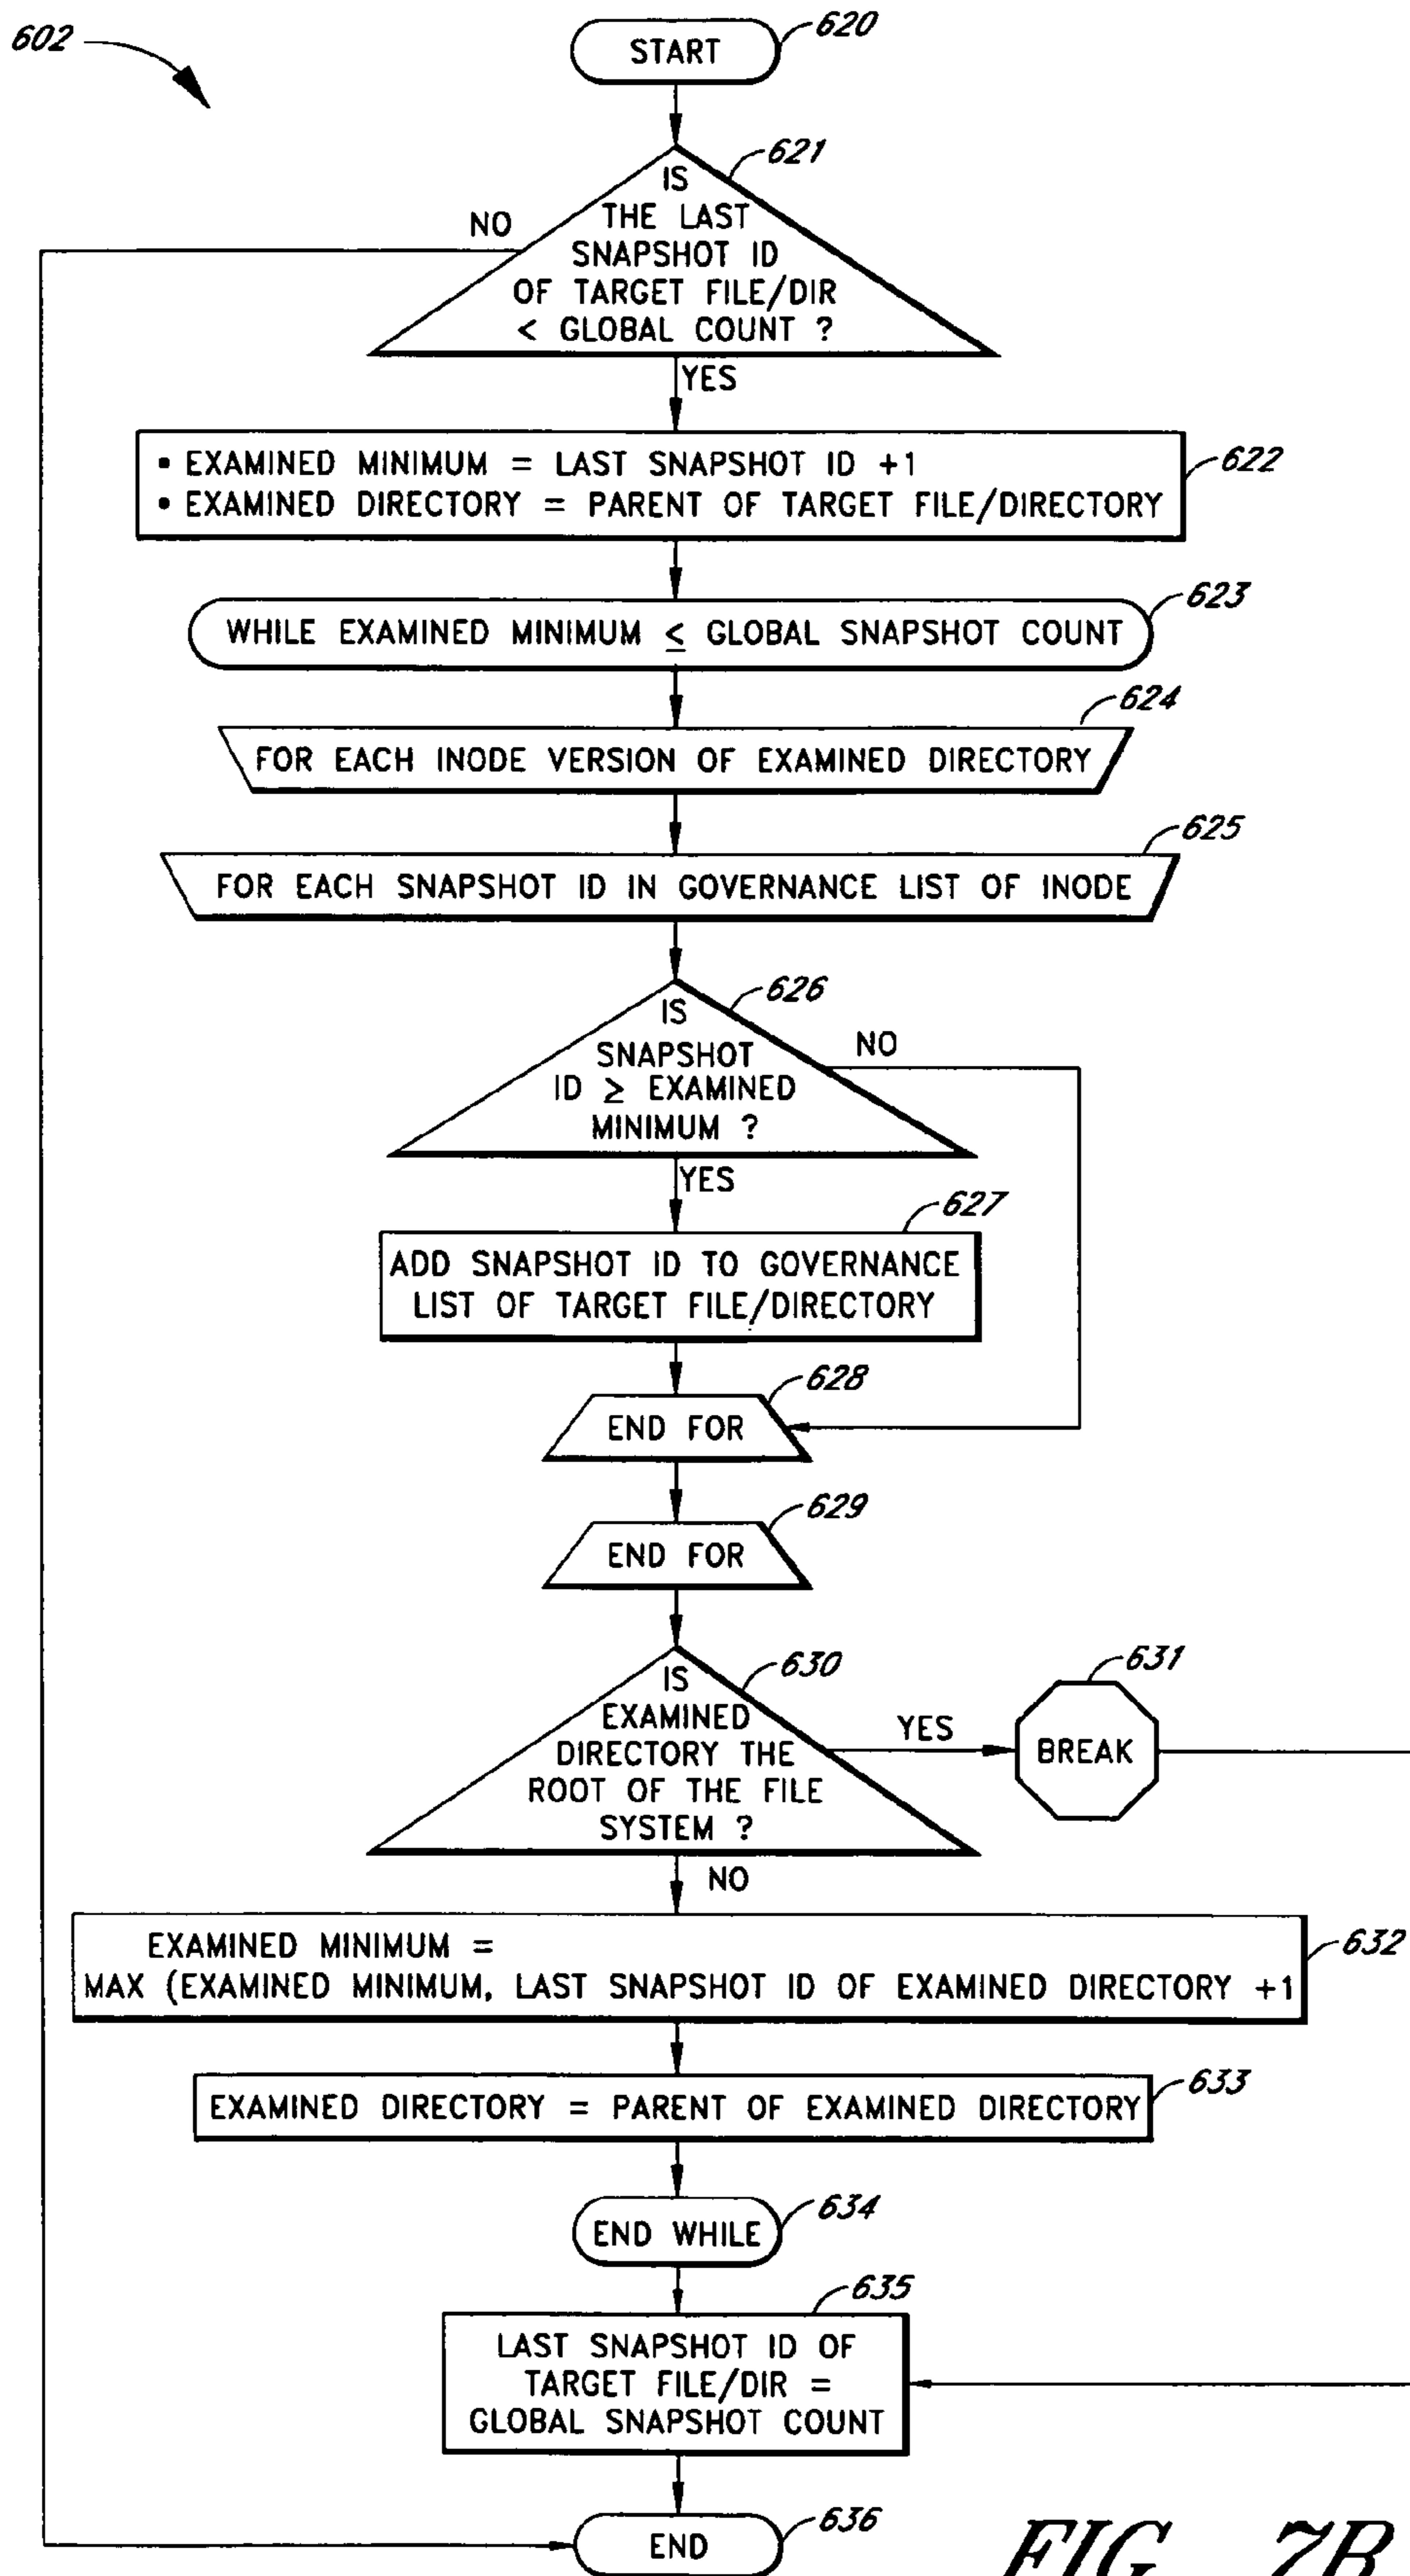 602
START
620
IS
THE LAST
SNAPSHOT ID
OF TARGET FILE/DIR
< GLOBAL COUNT ?
621
NO
YES
• EXAMINED MINIMUM = LAST SNAPSHOT ID +1
• EXAMINED DIRECTORY = PARENT OF TARGET FILE/DIRECTORY
622
WHILE EXAMINED MINIMUM ≤ GLOBAL SNAPSHOT COUNT
623
FOR EACH INODE VERSION OF EXAMINED DIRECTORY
624
FOR EACH SNAPSHOT ID IN GOVERNANCE LIST OF INODE
625
IS
SNAPSHOT
ID ≥ EXAMINED
MINIMUM ?
626
NO
YES
ADD SNAPSHOT ID TO GOVERNANCE
LIST OF TARGET FILE/DIRECTORY
627
END FOR
628
END FOR
629
IS
EXAMINED
DIRECTORY THE
ROOT OF THE FILE
SYSTEM ?
630
YES
BREAK
631
NO
EXAMINED MINIMUM =
MAX (EXAMINED MINIMUM, LAST SNAPSHOT ID OF EXAMINED DIRECTORY +1
632
EXAMINED DIRECTORY = PARENT OF EXAMINED DIRECTORY
633
END WHILE
634
LAST SNAPSHOT ID OF
TARGET FILE/DIR =
GLOBAL SNAPSHOT COUNT
635
END
636
FIG. 7B